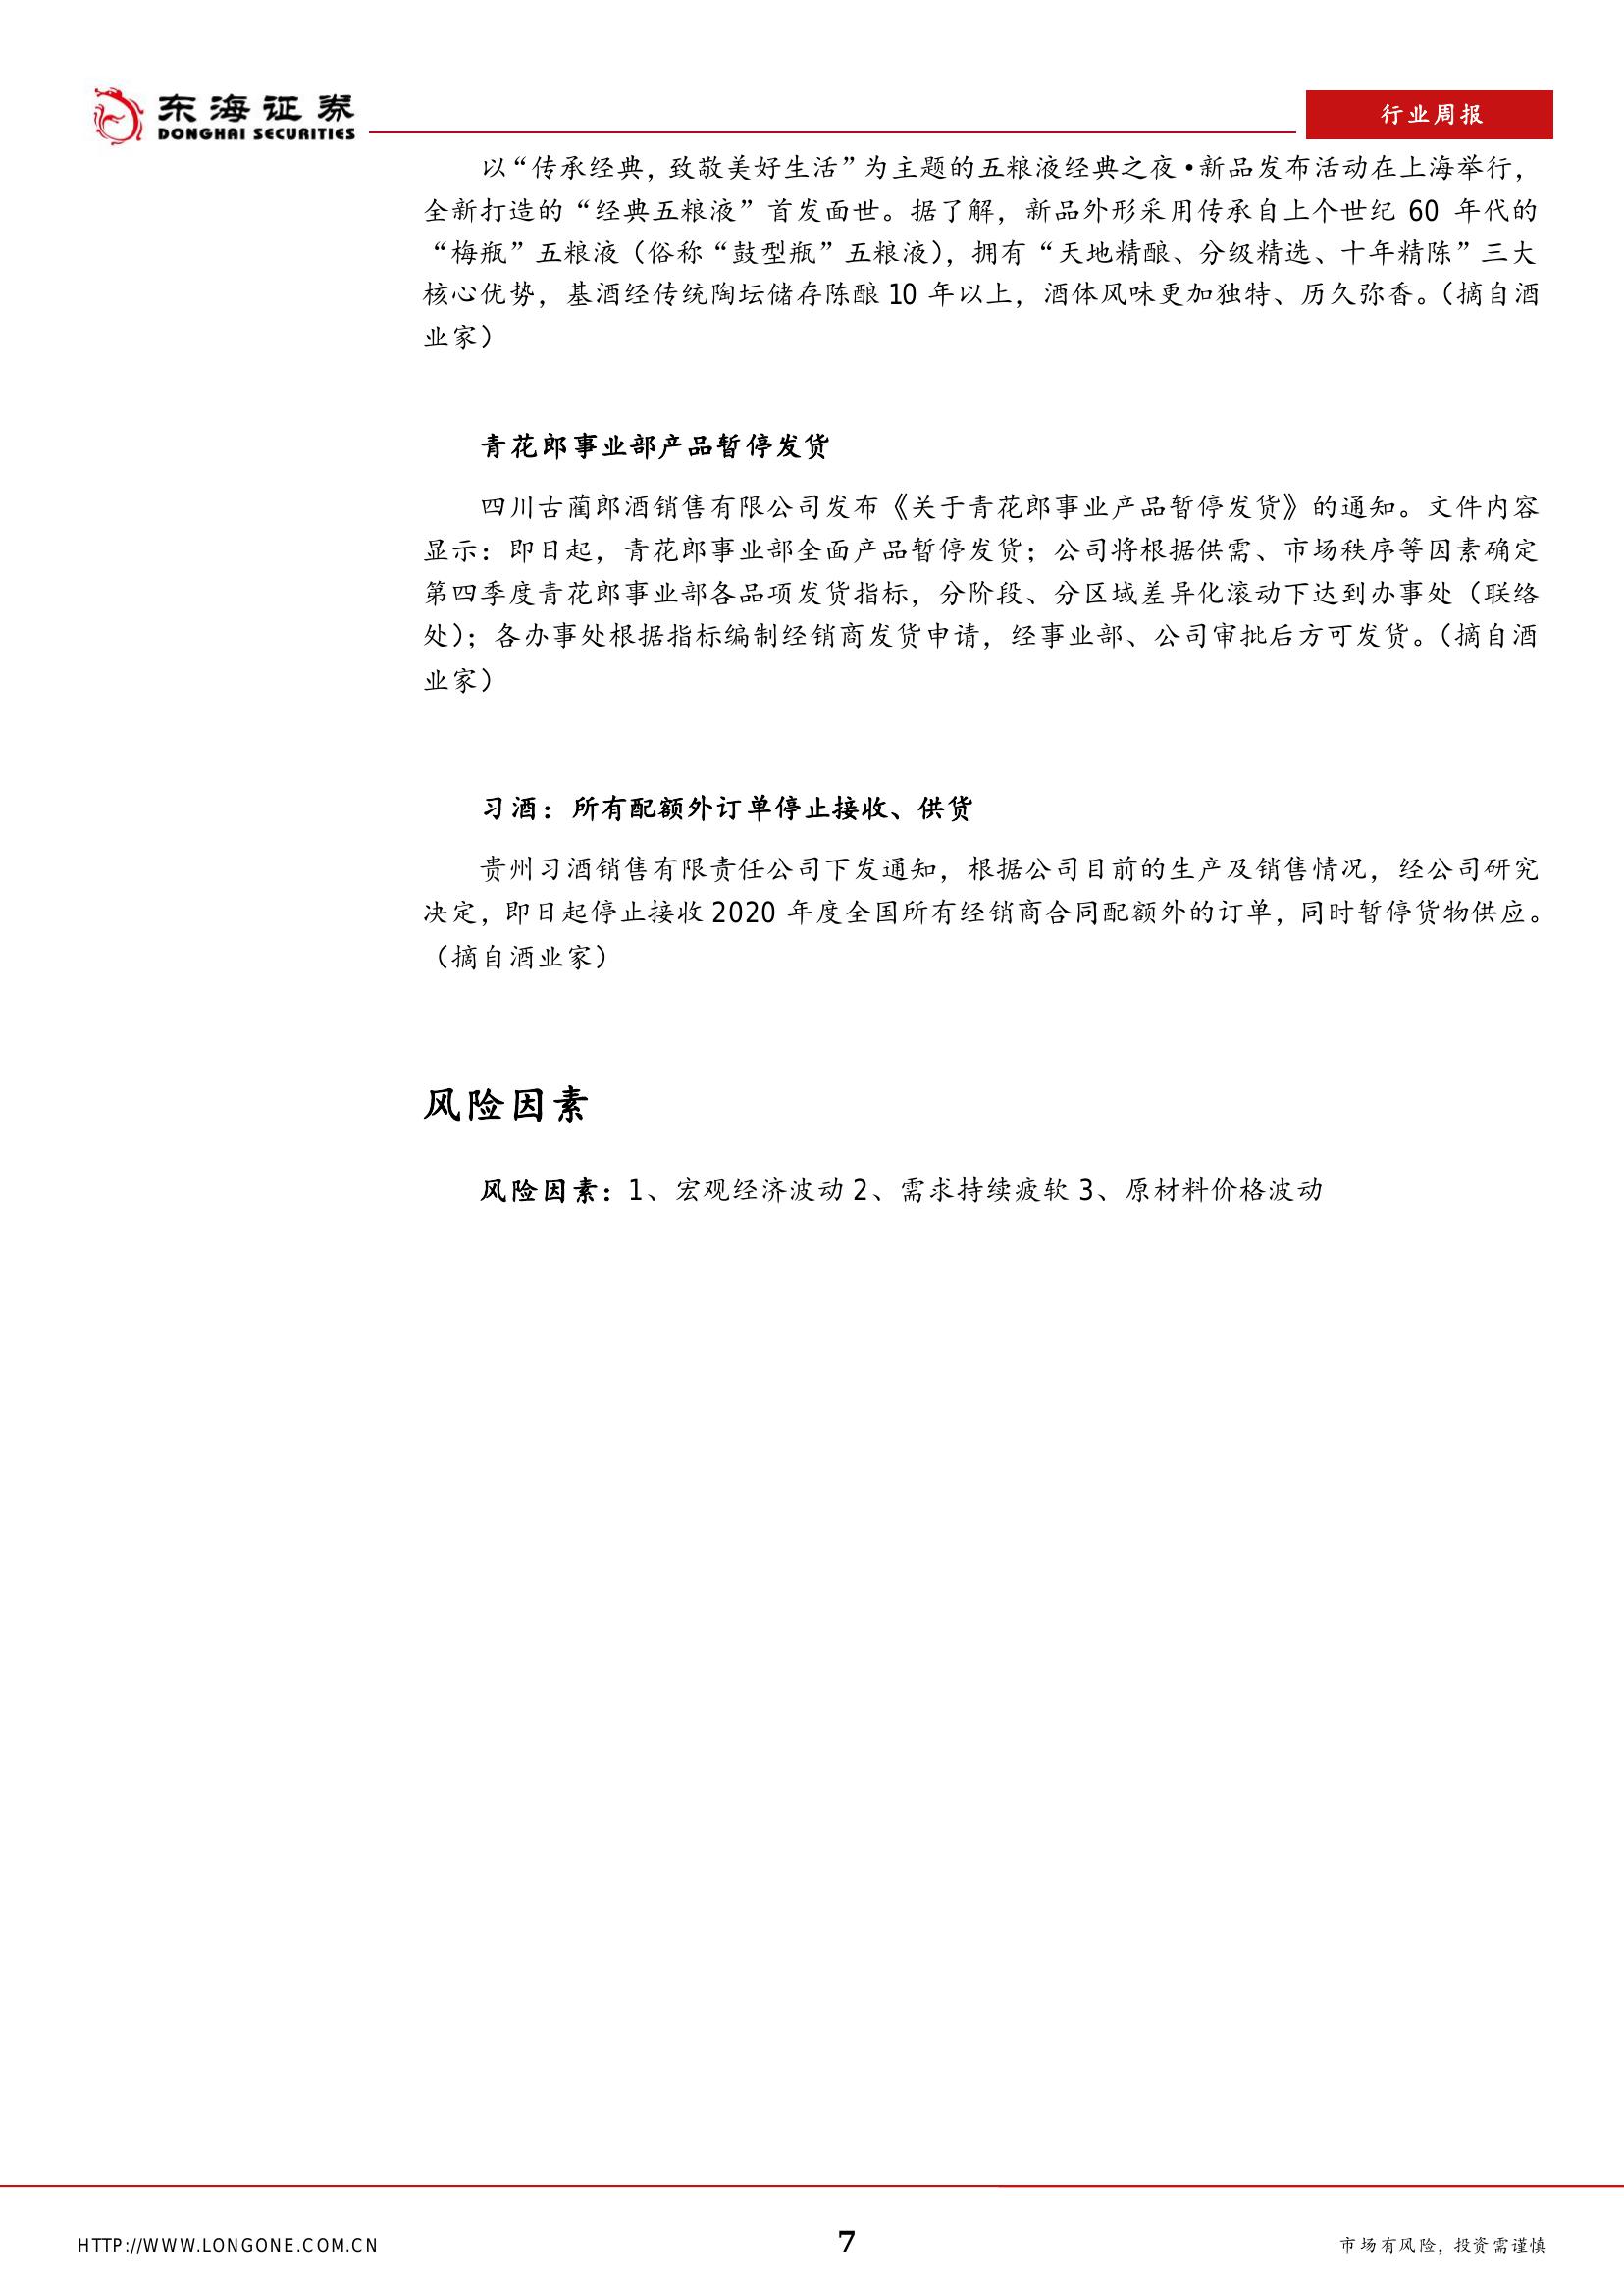 东海证券
DONGHAI SECURITIES
行业周报
以“传承经典，致敬美好生活”为主题的五粮液经典之夜·新品发布活动在上海举行，
全新打造的“经典五粮液”首发面世。据了解，新品外形采用传承自上个世纪 60 年代的
“梅瓶”五粮液（俗称“鼓型瓶”五粮液），拥有“天地精酿、分级精选、十年精陈”三大
核心优势，基酒经传统陶坛储存陈酿 10 年以上，酒体风味更加独特、历久弥香。（摘自酒
业家）
青花郎事业部产品暂停发货
四川古蔺郎酒销售有限公司发布《关于青花郎事业产品暂停发货》的通知。文件内容
显示：即日起，青花郎事业部全面产品暂停发货；公司将根据供需、市场秩序等因素确定
第四季度青花郎事业部各品项发货指标，分阶段、分区域差异化滚动下达到办事处（联络
处）；各办事处根据指标编制经销商发货申请，经事业部、公司审批后方可发货。（摘自酒
业家）
习酒：所有配额外订单停止接收、供货
贵州习酒销售有限责任公司下发通知，根据公司目前的生产及销售情况，经公司研究
决定，即日起停止接收 2020 年度全国所有经销商合同配额外的订单，同时暂停货物供应。
（摘自酒业家）
风险因素
风险因素：1、宏观经济波动 2、需求持续疲软 3、原材料价格波动
HTTP://WWW.LONGONE.COM.CN
7
市场有风险，投资需谨慎